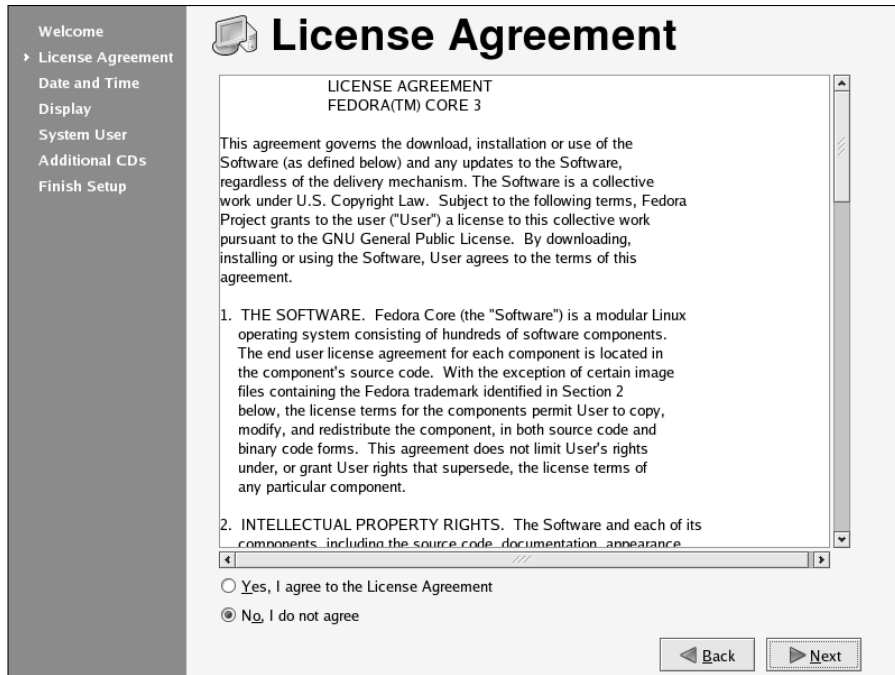 Welcome
License Agreement
Date and Time
Display
System User
Additional CDs
Finish Setup
License Agreement
LICENSE AGREEMENT
FEDORA(TM) CORE 3
This agreement governs the download, installation or use of the
Software (as defined below) and any updates to the Software,
regardless of the delivery mechanism. The Software is a collective
work under U.S. Copyright Law.  Subject to the following terms, Fedora
Project grants to the user ("User") a license to this collective work
pursuant to the GNU General Public License.  By downloading,
installing or using the Software, User agrees to the terms of this
agreement.
1.  THE SOFTWARE.  Fedora Core (the "Software") is a modular Linux
operating system consisting of hundreds of software components.
The end user license agreement for each component is located in
the component's source code.  With the exception of certain image
files containing the Fedora trademark identified in Section 2
below, the license terms for the components permit User to copy,
modify, and redistribute the component, in both source code and
binary code forms.  This agreement does not limit User's rights
under, or grant User rights that supersede, the license terms of
any particular component.
2.  INTELLECTUAL PROPERTY RIGHTS.  The Software and each of its
components, including the source code, documentation, appearance
Yes, I agree to the License Agreement
No, I do not agree
Back
Next